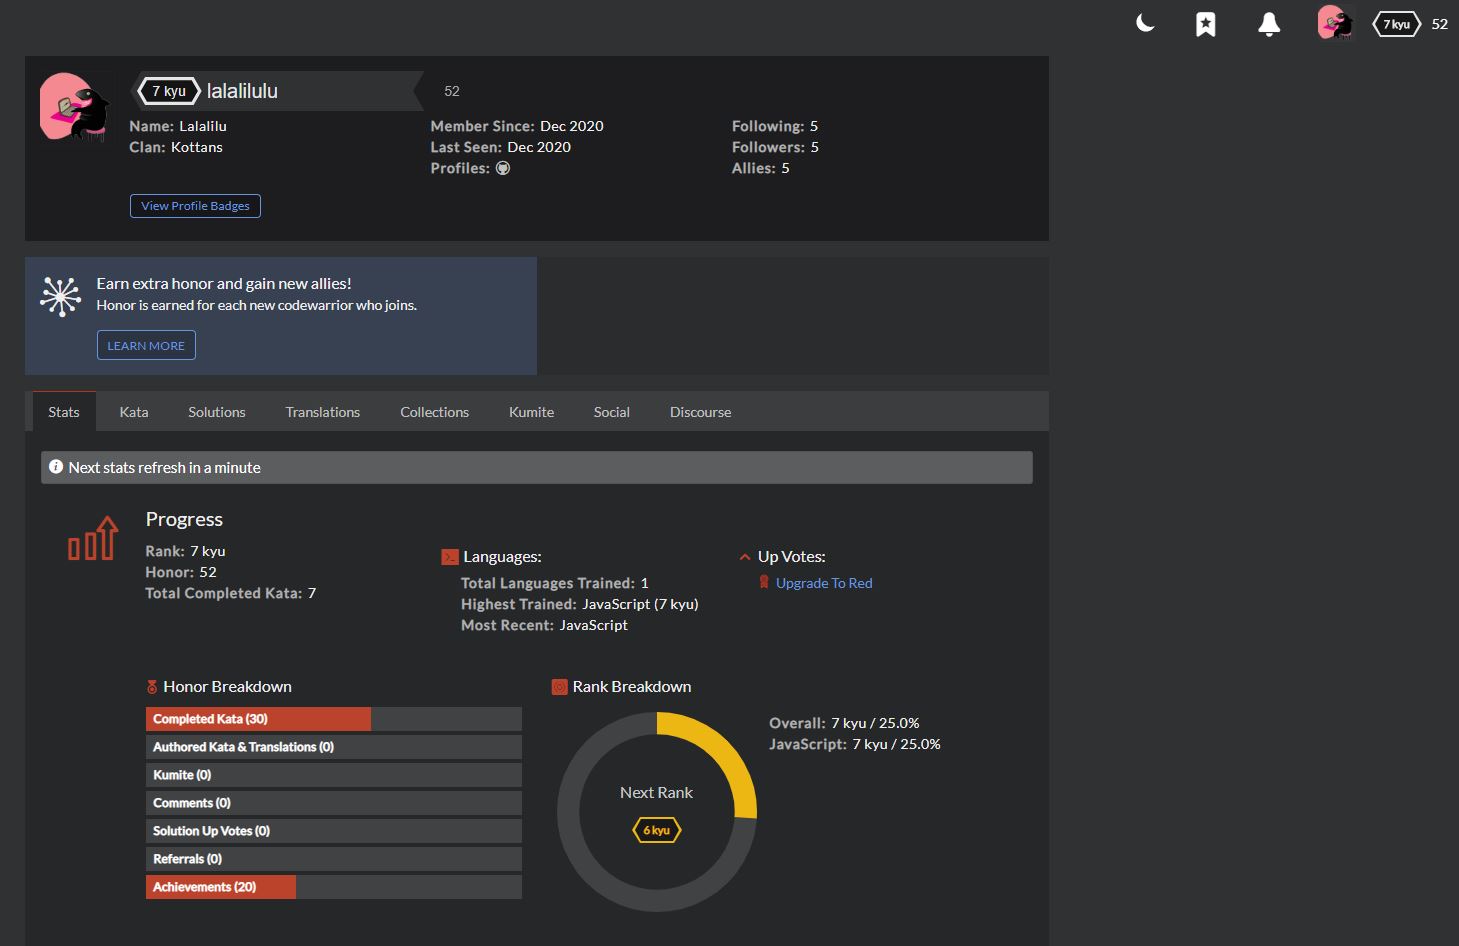 7 kyu 52
7 kyu lalalilulu 52
Name: Lalalilu
Clan: Kottans
Member Since: Dec 2020
Last Seen: Dec 2020
Profiles:
Following: 5
Followers: 5
Allies: 5
View Profile Badges
Earn extra honor and gain new allies!
Honor is earned for each new codewarrior who joins.
LEARN MORE
Stats Kata Solutions Translations Collections Kumite Social Discourse
Next stats refresh in a minute
Progress
Rank: 7 kyu
Honor: 52
Total Completed Kata: 7
Languages:
Total Languages Trained: 1
Highest Trained: JavaScript (7 kyu)
Most Recent: JavaScript
Up Votes:
Upgrade To Red
Honor Breakdown
Completed Kata (30)
Authored Kata & Translations (0)
Kumite (0)
Comments (0)
Solution Up Votes (0)
Referrals (0)
Achievements (20)
Rank Breakdown
Next Rank
6 kyu
Overall: 7 kyu / 25.0%
JavaScript: 7 kyu / 25.0%